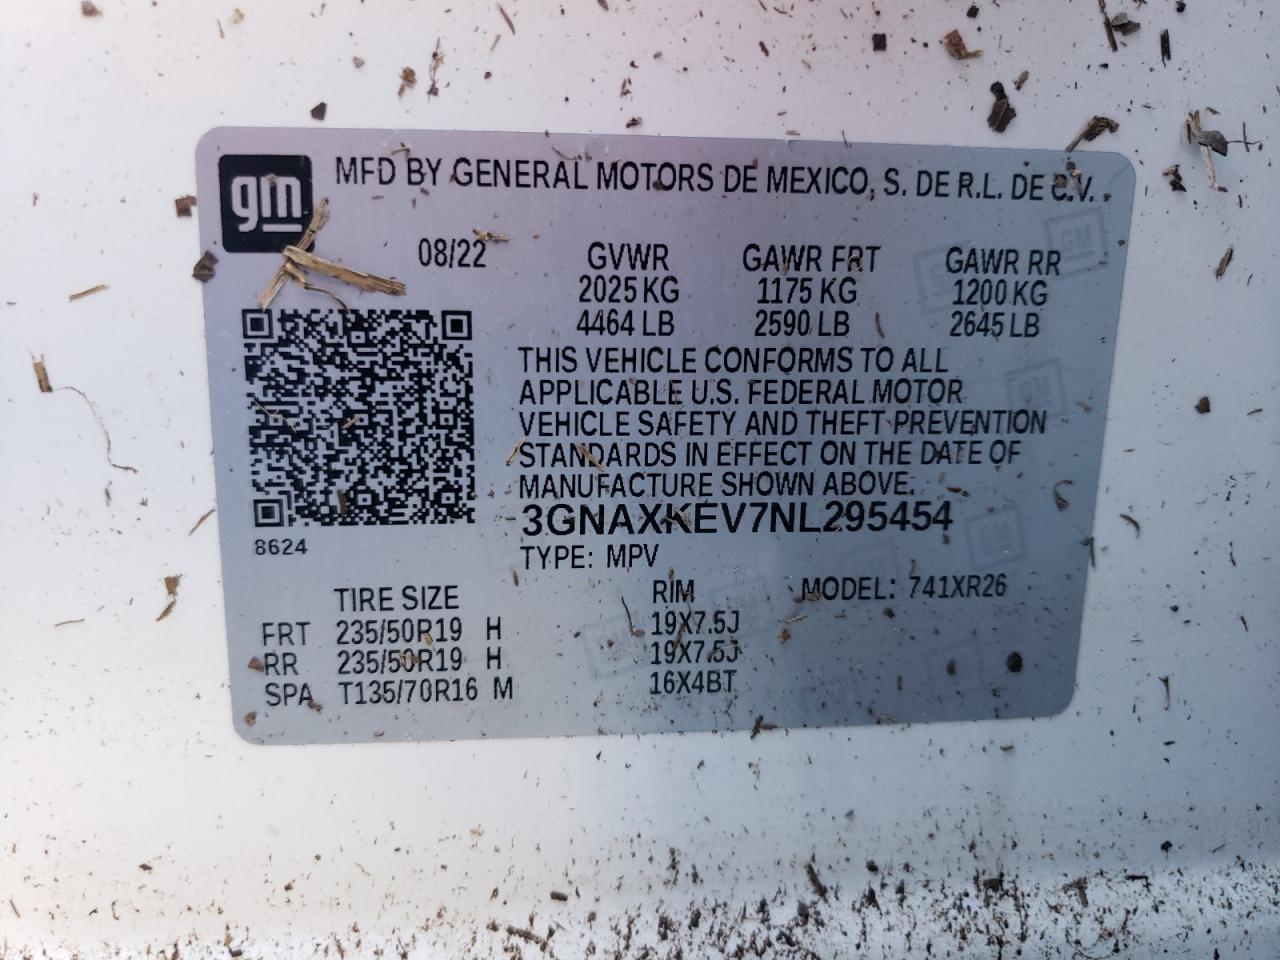 gm
MFD BY GENERAL MOTORS DE MEXICO, S. DE R.L. DE C.V.
08/22 GVWR GAWR FRT GAWR RR
2025 KG 1175 KG 1200 KG
4464 LB 2590 LB 2645 LB
THIS VEHICLE CONFORMS TO ALL
APPLICABLE U.S. FEDERAL MOTOR
VEHICLE SAFETY AND THEFT PREVENTION
STANDARDS IN EFFECT ON THE DATE OF
MANUFACTURE SHOWN ABOVE.
3GNAXKEV7NL295454
8624
TYPE: MPV
TIRE SIZE RIM MODEL: 741XR26
FRT 235/50R19 H 19X7.5J
RR 235/50R19 H 19X7.5J
SPA T135/70R16 M 16X4BT